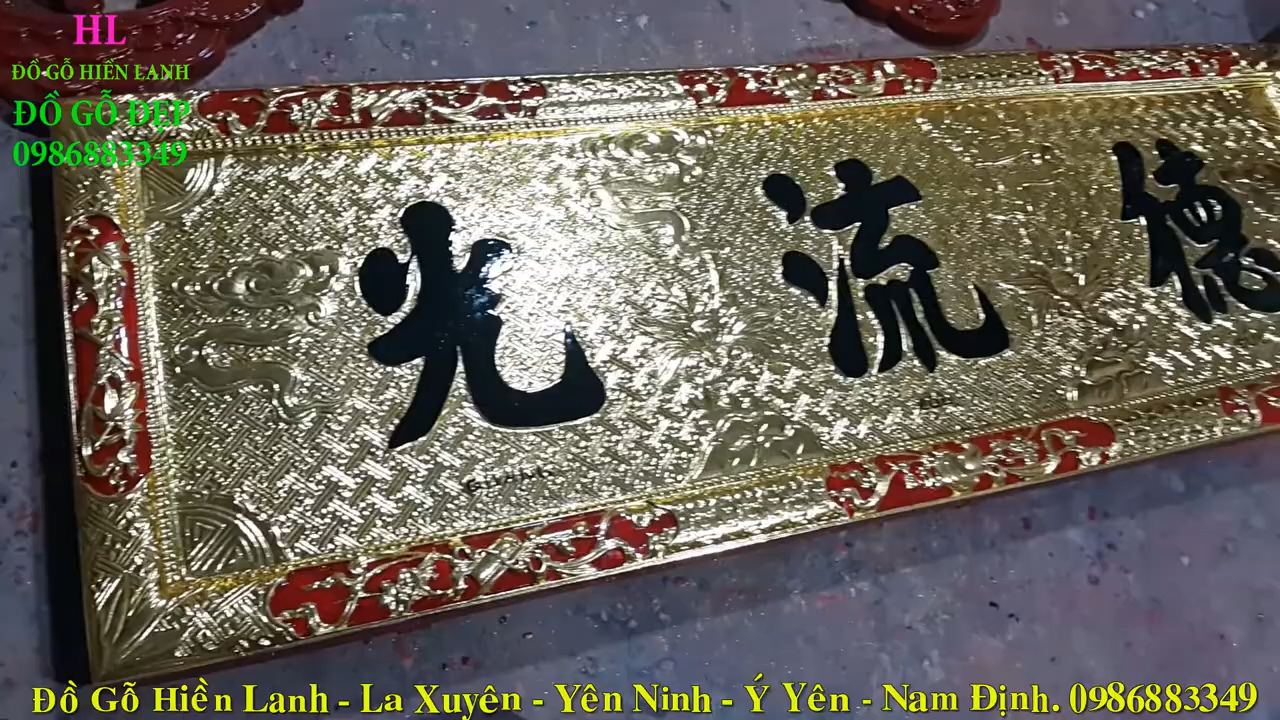 HL
ĐỒ GỖ HIỀN LANH
ĐỒ GỖ ĐẸP
0986883349
光流德
Đồ Gỗ Hiền Lanh - La Xuyên - Yên Ninh - Ý Yên - Nam Định. 0986883349